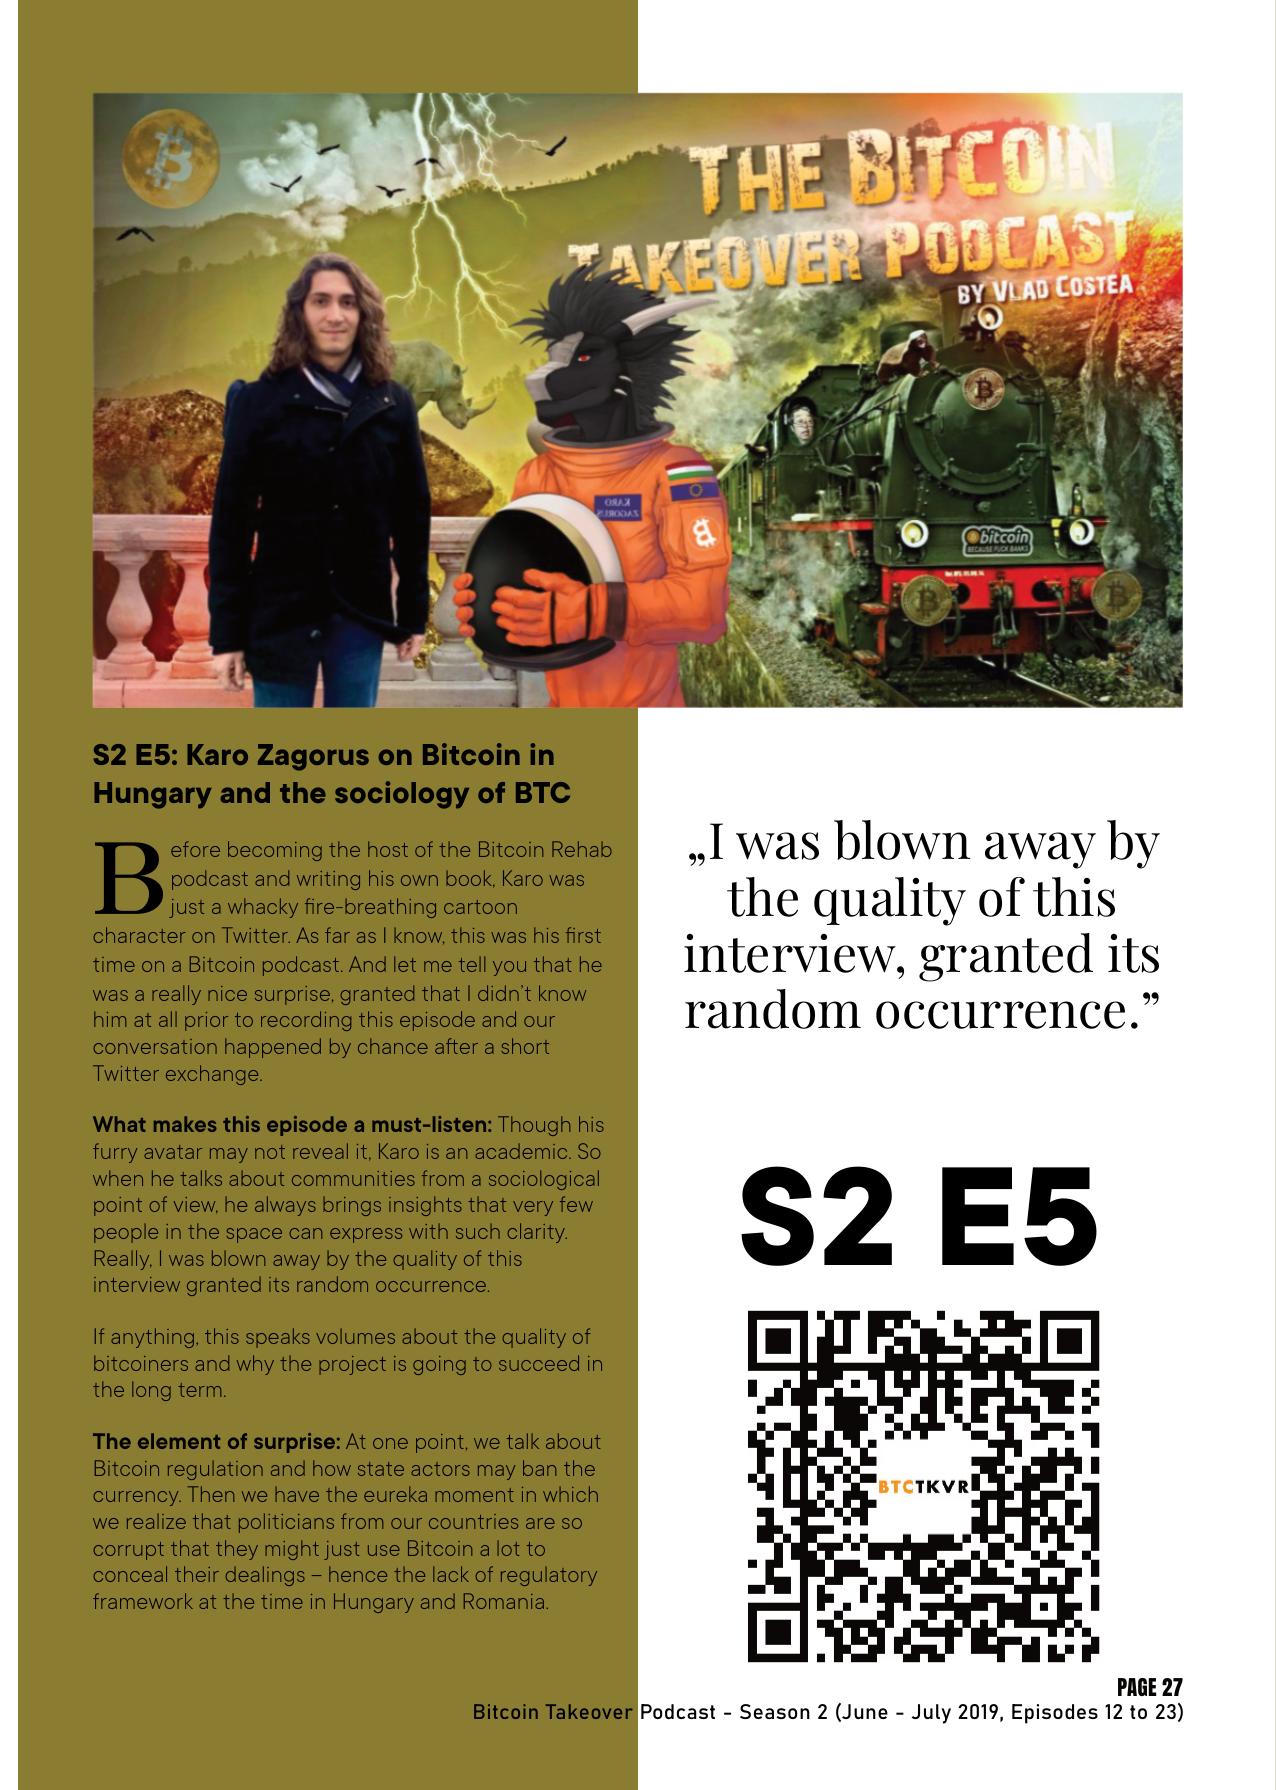 THE BITCOIN
TAKEOVER PODCAST
BY VLAD COSTEA
KARO
ZAGORUS
bitcoin
BECAUSE FUCK BANKS
S2 E5: Karo Zagorus on Bitcoin in
Hungary and the sociology of BTC
Before becoming the host of the Bitcoin Rehab
podcast and writing his own book, Karo was
just a whacky fire-breathing cartoon
character on Twitter. As far as I know, this was his first
time on a Bitcoin podcast. And let me tell you that he
was a really nice surprise, granted that I didn’t know
him at all prior to recording this episode and our
conversation happened by chance after a short
Twitter exchange.
What makes this episode a must-listen: Though his
furry avatar may not reveal it, Karo is an academic. So
when he talks about communities from a sociological
point of view, he always brings insights that very few
people in the space can express with such clarity.
Really, I was blown away by the quality of this
interview granted its random occurrence.
If anything, this speaks volumes about the quality of
bitcoiners and why the project is going to succeed in
the long term.
The element of surprise: At one point, we talk about
Bitcoin regulation and how state actors may ban the
currency. Then we have the eureka moment in which
we realize that politicians from our countries are so
corrupt that they might just use Bitcoin a lot to
conceal their dealings – hence the lack of regulatory
framework at the time in Hungary and Romania.
„I was blown away by
the quality of this
interview, granted its
random occurrence.”
S2 E5
BTCTKVR
PAGE 27
Bitcoin Takeover Podcast - Season 2 (June - July 2019, Episodes 12 to 23)